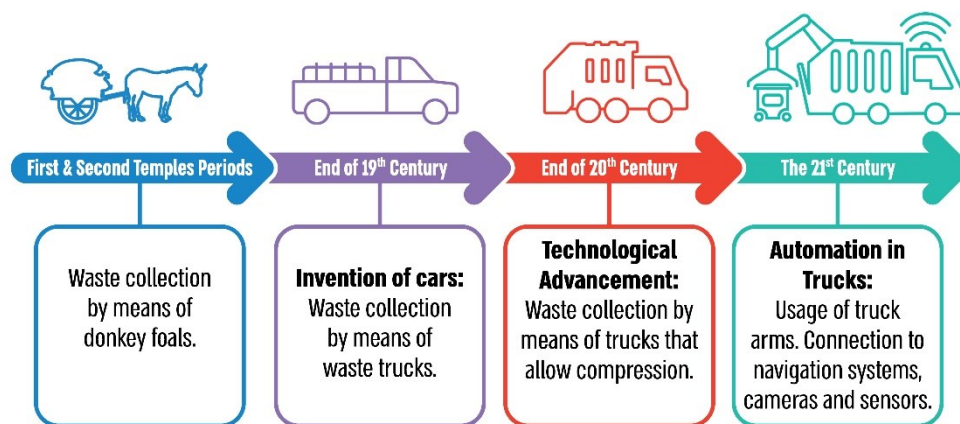 First & Second Temples Periods
End of 19th Century
End of 20th Century
The 21st Century
Waste collection
by means of
donkey foals.
Invention of cars:
Waste collection
by means of
waste trucks.
Technological
Advancement:
Waste collection by
means of trucks that
allow compression.
Automation in
Trucks:
Usage of truck
arms. Connection to
navigation systems,
cameras and sensors.